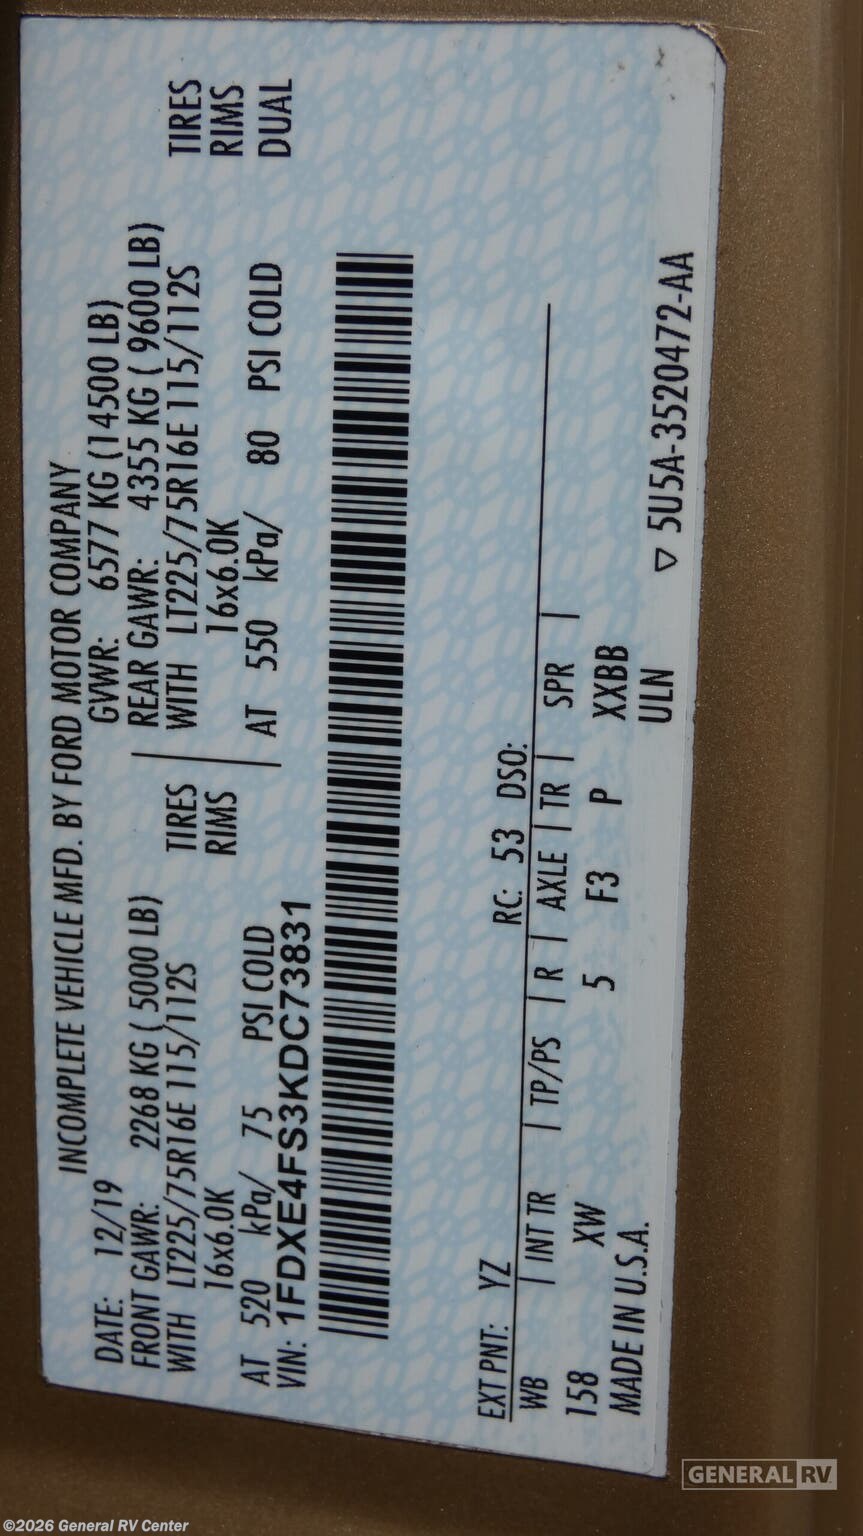 INCOMPLETE VEHICLE MFD. BY FORD MOTOR COMPANY
DATE: 12/19 GVWR: 6577 KG (14500 LB)
FRONT GAWR: 2268 KG ( 5000 LB) REAR GAWR: 4355 KG ( 9600 LB)
WITH LT225/75R16E 115/112S TIRES WITH LT225/75R16E 115/112S TIRES
16x6.0K RIMS 16x6.0K RIMS
AT 520 kPa/ 75 PSI COLD AT 550 kPa/ 80 PSI COLD DUAL
VIN: 1FDXE4FS3KDC73831
EXT PNT: YZ RC: 53 DSO:
WB | INT TR | TP/PS | R | AXLE | TR | SPR |
158 XW 5 F3 P XXBB
MADE IN U.S.A. ULN
▽ 5U5A-3520472-AA
GENERAL RV
©2026 General RV Center